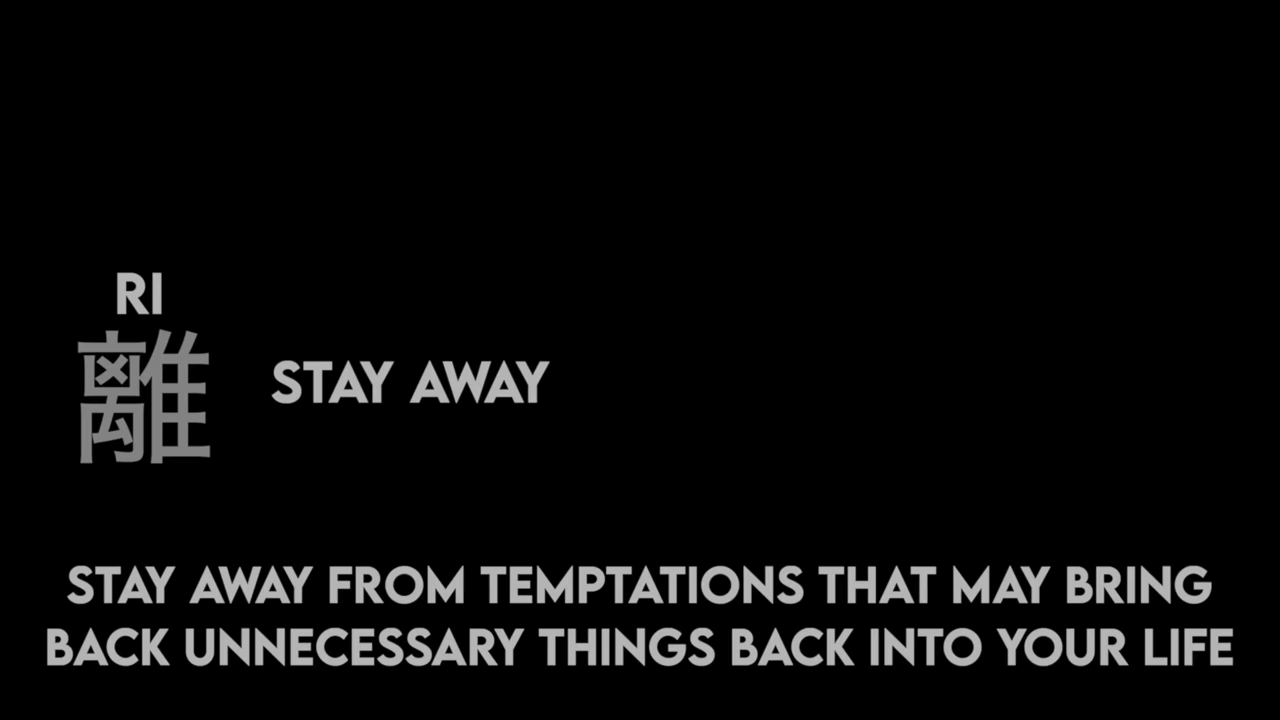 RI
離
STAY AWAY
STAY AWAY FROM TEMPTATIONS THAT MAY BRING
BACK UNNECESSARY THINGS BACK INTO YOUR LIFE